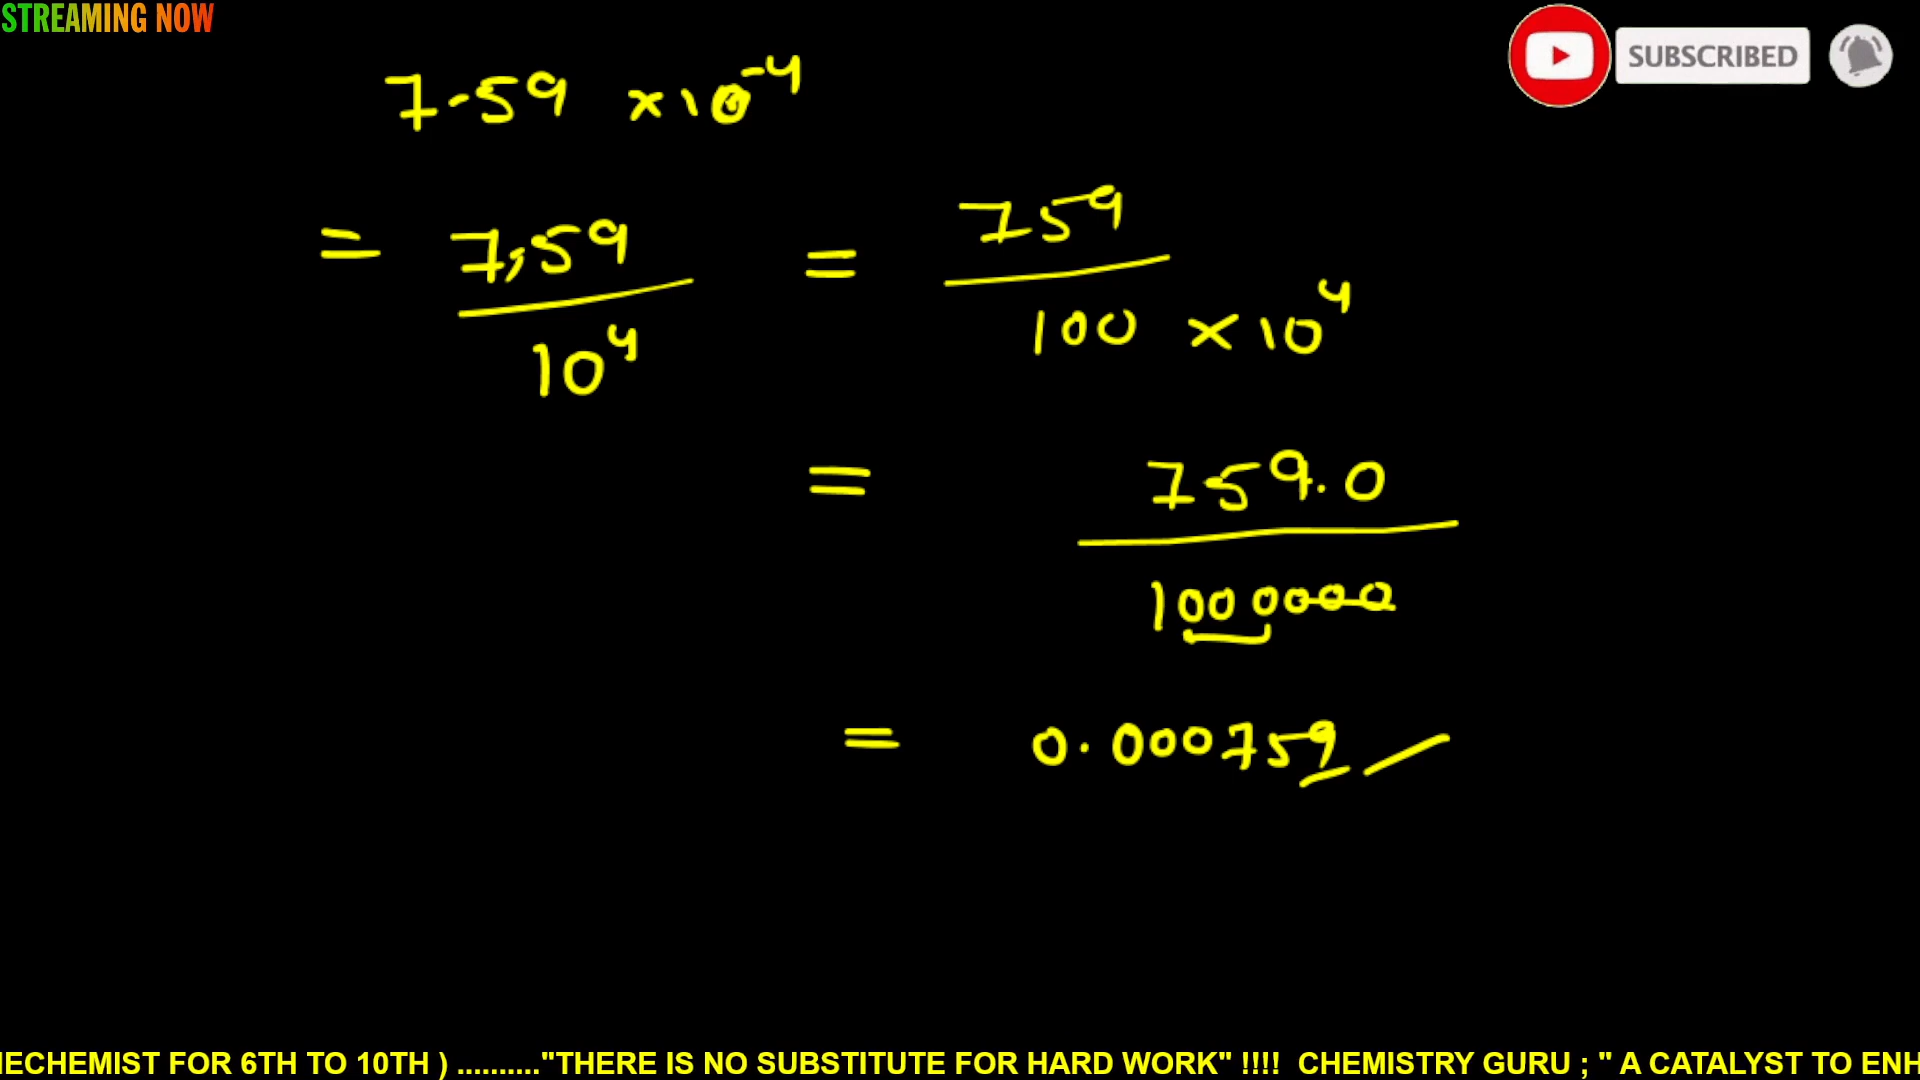 STREAMING NOW
SUBSCRIBED
7.59 ×10⁻⁴
= 7.59 / 10⁴ = 759 / 100 × 10⁴
= 759.0 / 1000000
= 0.000759
IECHEMIST FOR 6TH TO 10TH ) .........."THERE IS NO SUBSTITUTE FOR HARD WORK" !!!! CHEMISTRY GURU ; " A CATALYST TO ENH